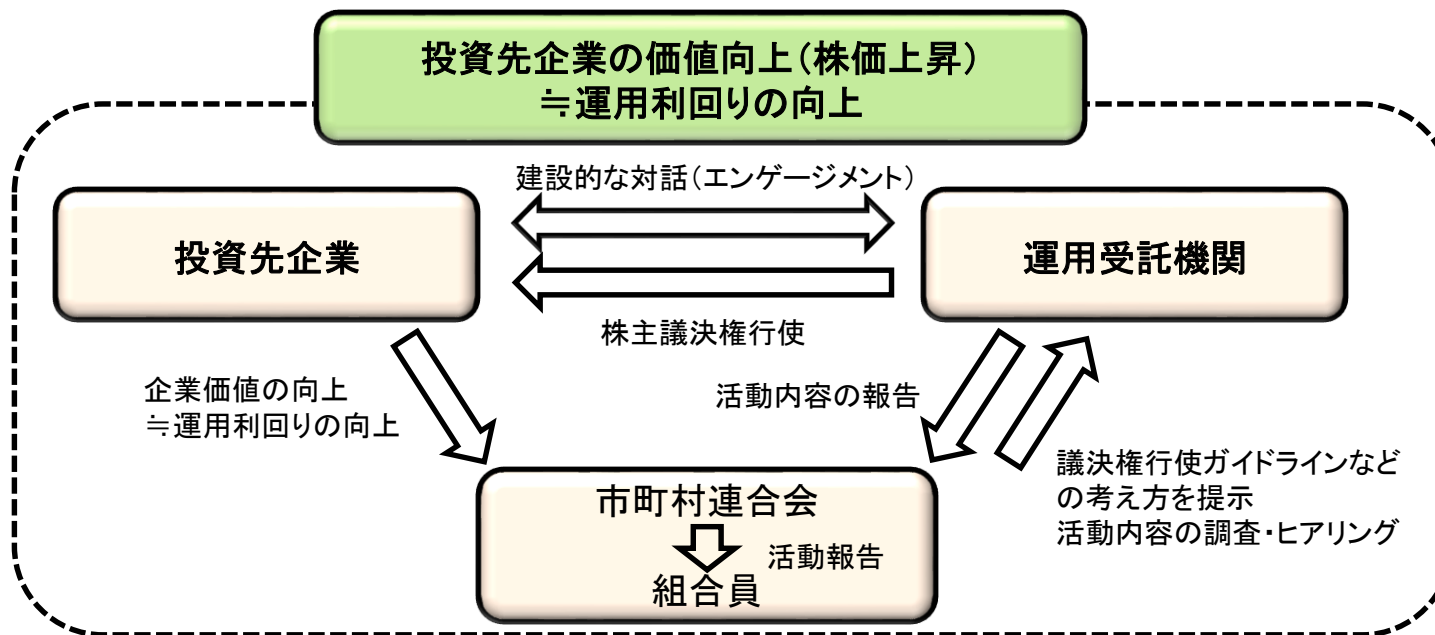 投資先企業の価値向上(株価上昇)
≒運用利回りの向上
建設的な対話(エンゲージメント)
投資先企業
運用受託機関
株主議決権行使
企業価値の向上
≒運用利回りの向上
活動内容の報告
議決権行使ガイドラインなど
の考え方を提示
活動内容の調査・ヒアリング
市町村連合会
活動報告
組合員